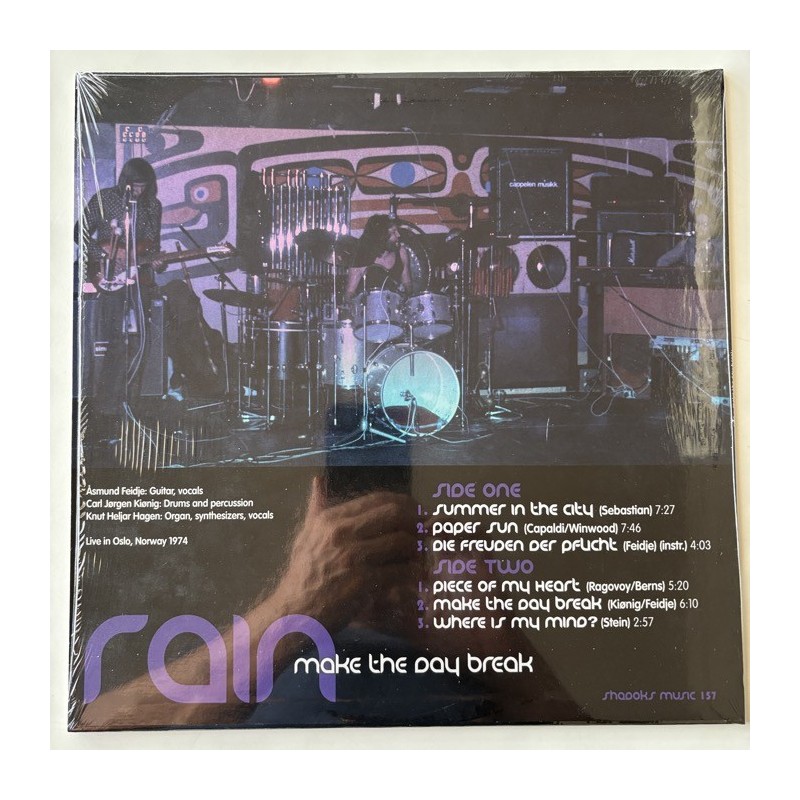 cappelen musikk
Marshall
Åsmund Feidje: Guitar, vocals
Carl Jørgen Kiønig: Drums and percussion
Knut Heljar Hagen: Organ, synthesizers, vocals
Live in Oslo, Norway 1974
SIDE ONE
1. Summer in the City (Sebastian) 7:27
2. Paper Sun (Capaldi/Winwood) 7:46
3. Die Freuden der Pflicht (Feidje) (instr.) 4:03
SIDE TWO
1. Piece of my Heart (Ragovoy/Berns) 5:20
2. Make the Day Break (Kiønig/Feidje) 6:10
3. Where is my Mind? (Stein) 2:57
rain
make the day break
Shadoks Music 157